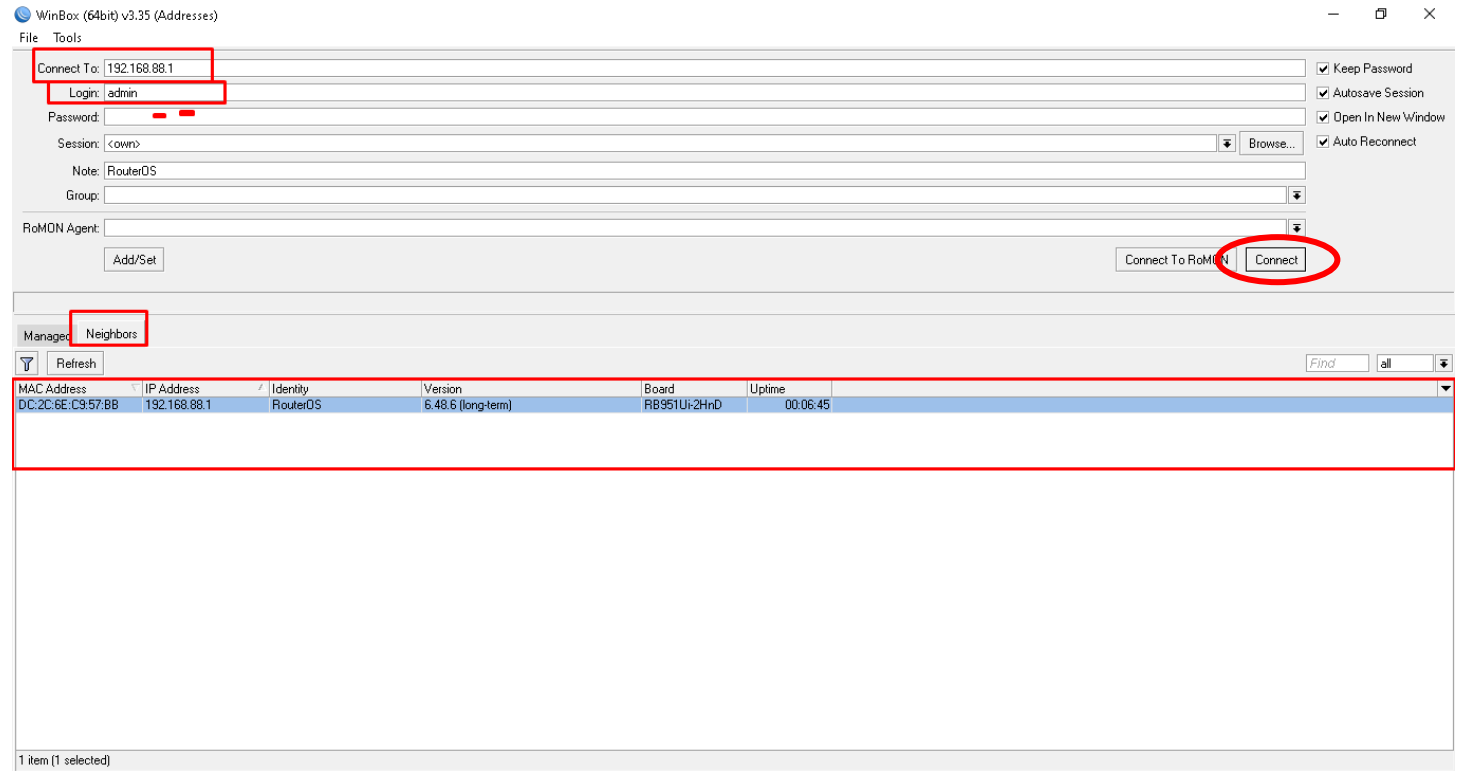 WinBox (64bit) v3.35 (Addresses)
File Tools
Connect To: 192.168.88.1
Keep Password
Login: admin
Autosave Session
Password:
Open In New Window
Session: <own>
Browse...
Auto Reconnect
Note: RouterOS
Group:
RoMON Agent:
Add/Set
Connect To RoMON
Connect
Managed Neighbors
Refresh
Find
all
MAC Address IP Address Identity Version Board Uptime
DC:2C:6E:C9:57:BB 192.168.88.1 RouterOS 6.48.6 (long-term) RB951Ui-2HnD 00:06:45
1 item (1 selected)